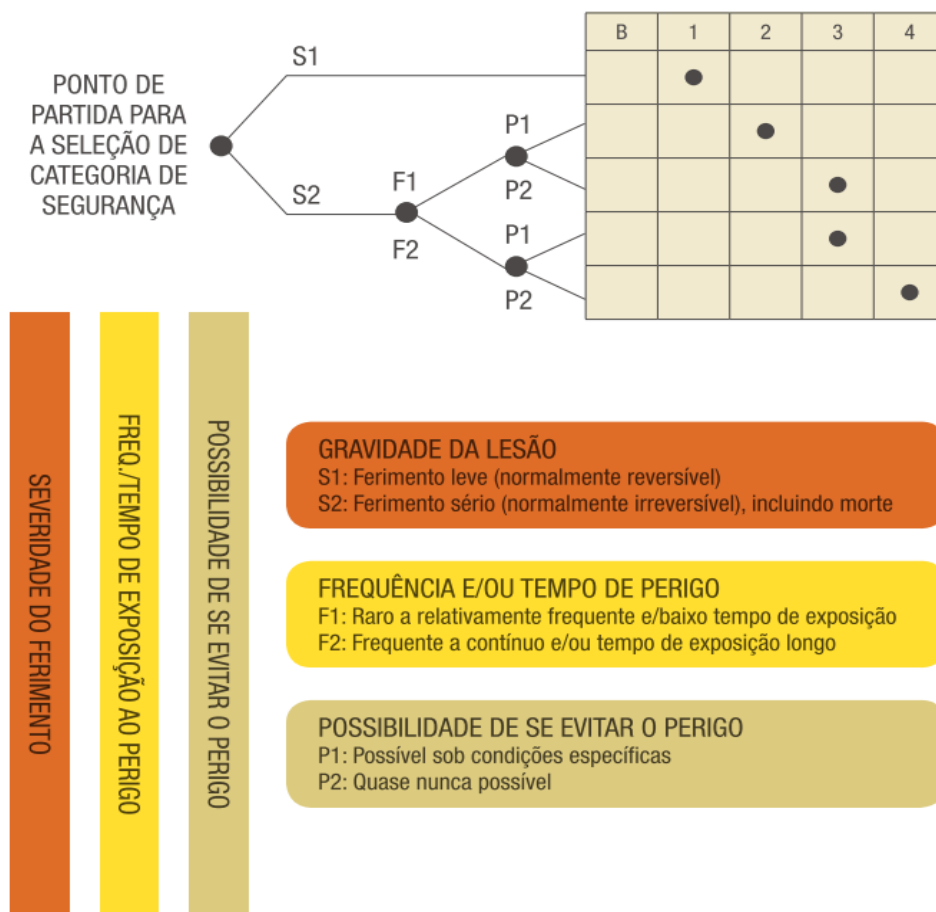 PONTO DE
PARTIDA PARA
A SELEÇÃO DE
CATEGORIA DE
SEGURANÇA
S1
S2
F1
F2
P1
P2
P1
P2
B 1 2 3 4
SEVERIDADE DO FERIMENTO
FREQ./TEMPO DE EXPOSIÇÃO AO PERIGO
POSSIBILIDADE DE SE EVITAR O PERIGO
GRAVIDADE DA LESÃO
S1: Ferimento leve (normalmente reversível)
S2: Ferimento sério (normalmente irreversível), incluindo morte
FREQUÊNCIA E/OU TEMPO DE PERIGO
F1: Raro a relativamente frequente e/baixo tempo de exposição
F2: Frequente a contínuo e/ou tempo de exposição longo
POSSIBILIDADE DE SE EVITAR O PERIGO
P1: Possível sob condições específicas
P2: Quase nunca possível